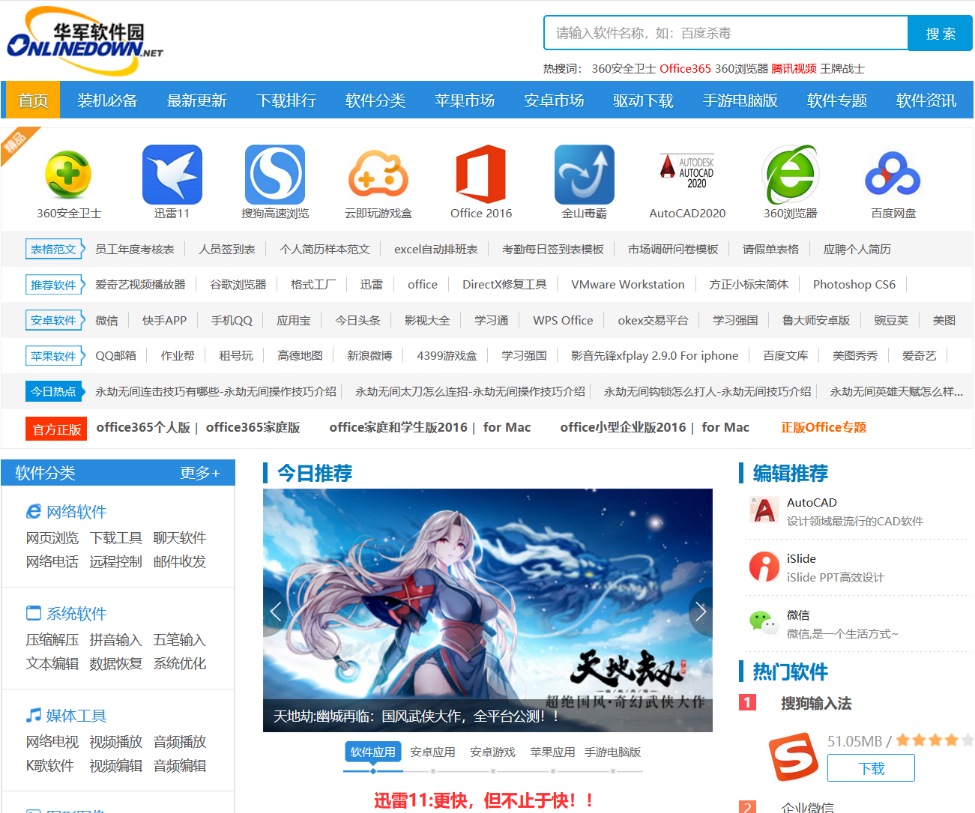 华军软件园
ONLINEDOWN.NET
请输入软件名称，如：百度杀毒
搜 索
热搜词： 360安全卫士 Office365 360浏览器 腾讯视频 王牌战士
首页 装机必备 最新更新 下载排行 软件分类 苹果市场 安卓市场 驱动下载 手游电脑版 软件专题 软件资讯
精品
AUTODESK
AUTOCAD
2020
360安全卫士 迅雷11 搜狗高速浏览 云即玩游戏盒 Office 2016 金山毒霸 AutoCAD2020 360浏览器 百度网盘
表格范文 员工年度考核表 人员签到表 个人简历样本范文 excel自动排班表 考勤每日签到表模板 市场调研问卷模板 请假单表格 应聘个人简历
推荐软件 爱奇艺视频播放器 谷歌浏览器 格式工厂 迅雷 office DirectX修复工具 VMware Workstation 方正小标宋简体 Photoshop CS6
安卓软件 微信 快手APP 手机QQ 应用宝 今日头条 影视大全 学习通 WPS Office okex交易平台 学习强国 鲁大师安卓版 豌豆荚 美图
苹果软件 QQ邮箱 作业帮 租号玩 高德地图 新浪微博 4399游戏盒 学习强国 影音先锋xfplay 2.9.0 For iphone 百度文库 美图秀秀 爱奇艺
今日热点 永劫无间连击技巧有哪些-永劫无间操作技巧介绍 永劫无间太刀怎么连招-永劫无间操作技巧介绍 永劫无间钩锁怎么打人-永劫无间技巧介绍 永劫无间英雄天赋怎么样...
官方正版 office365个人版 | office365家庭版 office家庭和学生版2016 | for Mac office小型企业版2016 | for Mac 正版Office专题
软件分类 更多+
网络软件
网页浏览 下载工具 聊天软件
网络电话 远程控制 邮件收发
系统软件
压缩解压 拼音输入 五笔输入
文本编辑 数据恢复 系统优化
媒体工具
网络电视 视频播放 音频播放
K歌软件 视频编辑 音频编辑
今日推荐
天地劫
超绝国风·奇幻武侠大作
天地劫:幽城再临：国风武侠大作，全平台公测！！
软件应用 安卓应用 安卓游戏 苹果应用 手游电脑版
迅雷11:更快，但不止于快！！
编辑推荐
AutoCAD
设计领域最流行的CAD软件
iSlide
iSlide PPT高效设计
微信
微信,是一个生活方式~
热门软件
1 搜狗输入法
51.05MB /
下载
2 企业微信